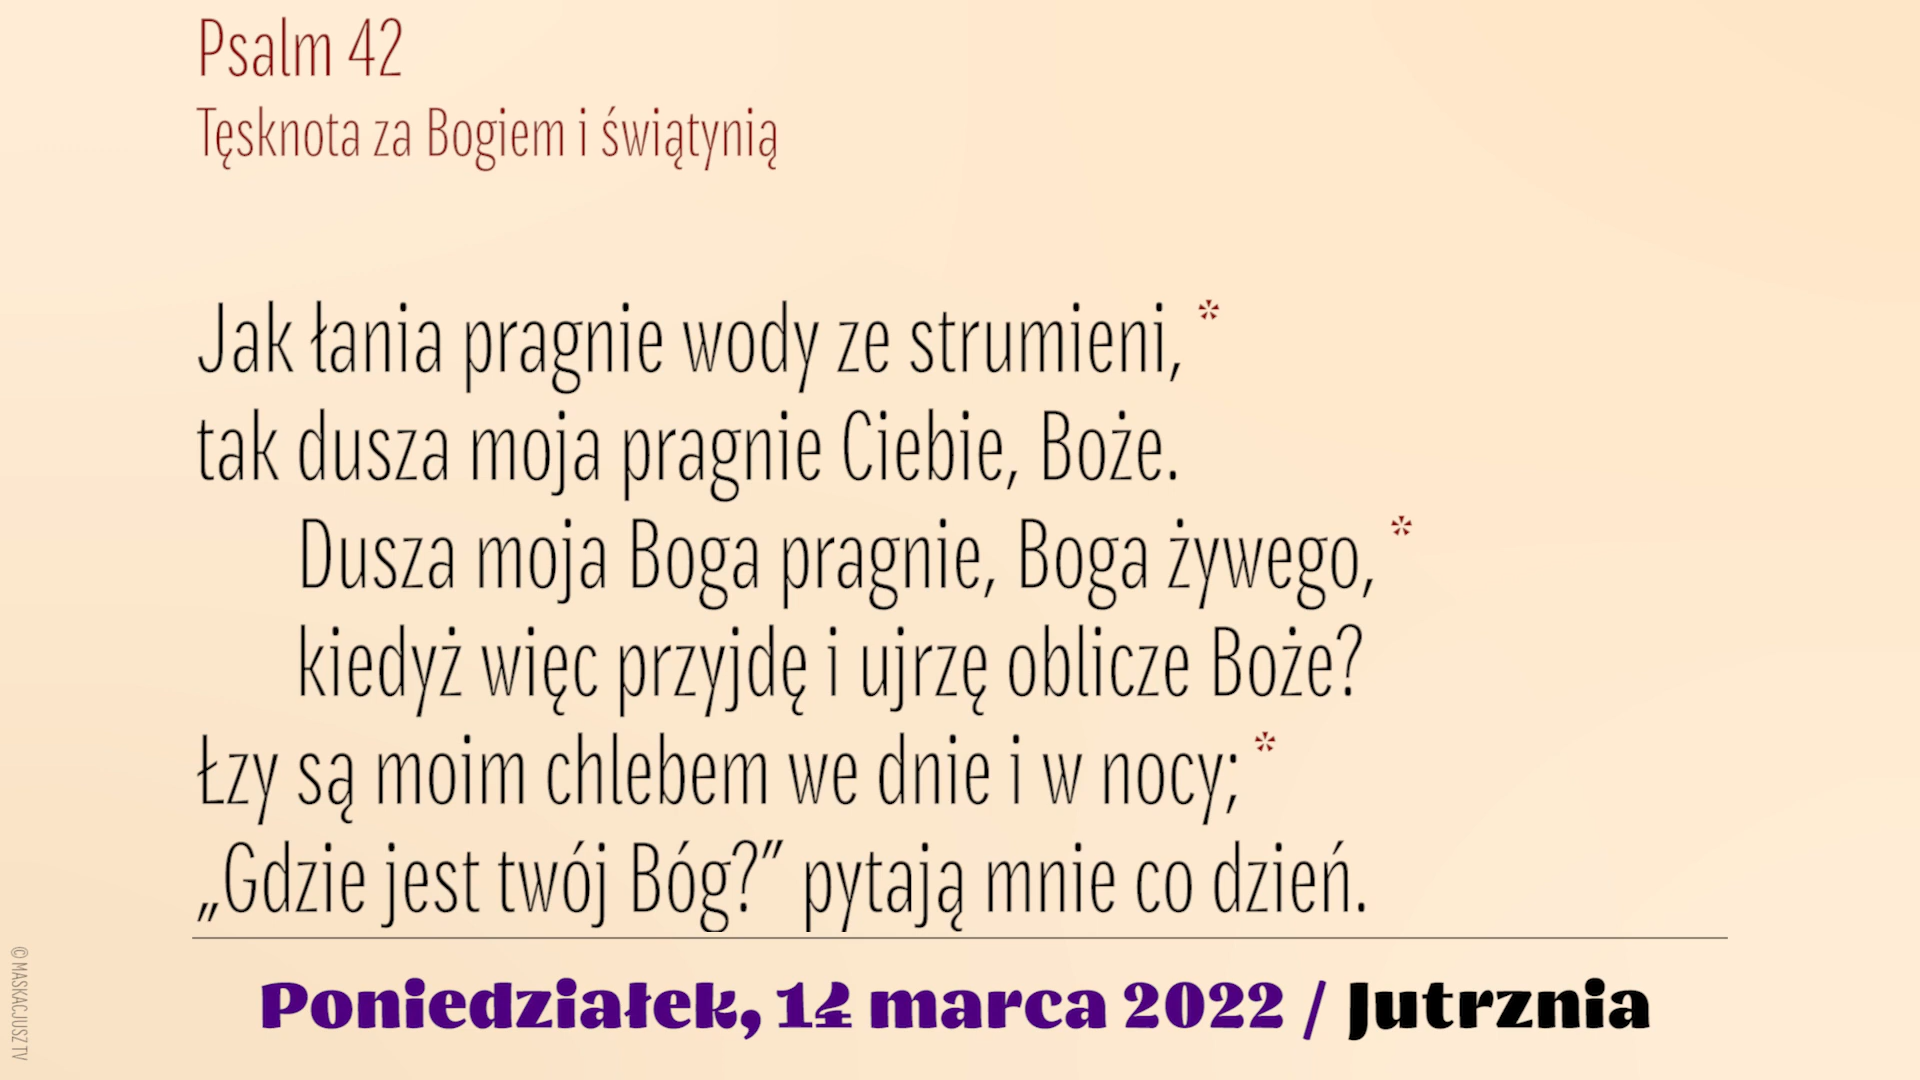 Psalm 42
Tęsknota za Bogiem i świątynią
Jak łania pragnie wody ze strumieni, *
tak dusza moja pragnie Ciebie, Boże.
Dusza moja Boga pragnie, Boga żywego, *
kiedyż więc przyjdę i ujrzę oblicze Boże?
Łzy są moim chlebem we dnie i w nocy; *
„Gdzie jest twój Bóg?” pytają mnie co dzień.
Poniedziałek, 14 marca 2022 / Jutrznia
© MASKACJUSZ TV